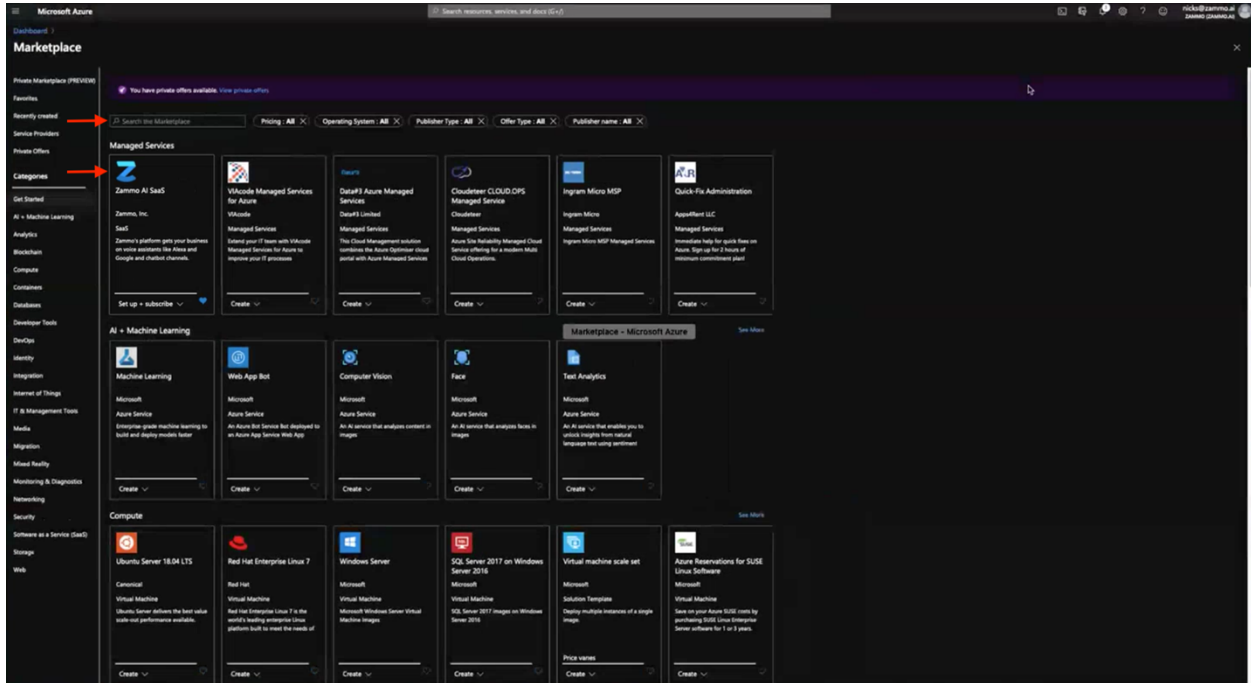 Microsoft Azure
Search resources, services, and docs (G+/)
nicks@zammo.ai
ZAMMO (ZAMMO.AI)
Dashboard >
Marketplace
Private Marketplace (PREVIEW)
Favorites
Recently created
Service Providers
Private Offers
Categories
Get Started
AI + Machine Learning
Analytics
Blockchain
Compute
Containers
Databases
Developer Tools
DevOps
Identity
Integration
Internet of Things
IT & Management Tools
Media
Migration
Mixed Reality
Monitoring & Diagnostics
Networking
Security
Software as a Service (SaaS)
Storage
Web
You have private offers available. View private offers
Search the Marketplace
Pricing : All
Operating System : All
Publisher Type : All
Offer Type : All
Publisher name : All
Managed Services
Zammo AI SaaS
Zammo, Inc.
SaaS
Zammo's platform gets your business
on voice assistants like Alexa and
Google and chatbot channels.
Set up + subscribe
VIAcode Managed Services
for Azure
VIAcode
Managed Services
Extend your IT team with VIAcode
Managed Services for Azure to
improve your IT processes
Create
Data#3 Azure Managed
Services
Data#3 Limited
Managed Services
This Cloud Management solution
combines the Azure Optimiser cloud
portal with Azure Managed Services
Create
Cloudeteer CLOUD.OPS
Managed Service
Cloudeteer
Managed Services
Azure Site Reliability Managed Cloud
Service offering for a modern Multi
Cloud Operations.
Create
Ingram Micro MSP
Ingram Micro
Managed Services
Ingram Micro MSP Managed Services
Create
A4R
Quick-Fix Administration
Apps4Rent LLC
Managed Services
Immediate help for quick fixes on
Azure. Sign up for 2 hours of
minimum commitment plan!
Create
AI + Machine Learning
Marketplace - Microsoft Azure
See More
Machine Learning
Microsoft
Azure Service
Enterprise-grade machine learning to
build and deploy models faster
Create
Web App Bot
Microsoft
Azure Service
An Azure Bot Service Bot deployed to
an Azure App Service Web App
Create
Computer Vision
Microsoft
Azure Service
An AI service that analyzes content in
images
Create
Face
Microsoft
Azure Service
An AI service that analyzes faces in
images
Create
Text Analytics
Microsoft
Azure Service
An AI service that enables you to
unlock insights from natural
language text using sentiment
Create
Compute
See More
Ubuntu Server 18.04 LTS
Canonical
Virtual Machine
Ubuntu Server delivers the best value
scale-out performance available.
Create
Red Hat Enterprise Linux 7
Red Hat
Virtual Machine
Red Hat Enterprise Linux 7 is the
world's leading enterprise Linux
platform built to meet the needs of
Create
Windows Server
Microsoft
Virtual Machine
Microsoft Windows Server Virtual
Machine Images
Create
SQL Server 2017 on Windows
Server 2016
Microsoft
Virtual Machine
SQL Server 2017 images on Windows
Server 2016
Create
Virtual machine scale set
Microsoft
Solution Template
Deploy multiple instances of a single
image.
Price varies
Create
SUSE
Azure Reservations for SUSE
Linux Software
Microsoft
Virtual Machine
Save on your Azure SUSE costs by
purchasing SUSE Linux Enterprise
Server software for 1 or 3 years.
Create